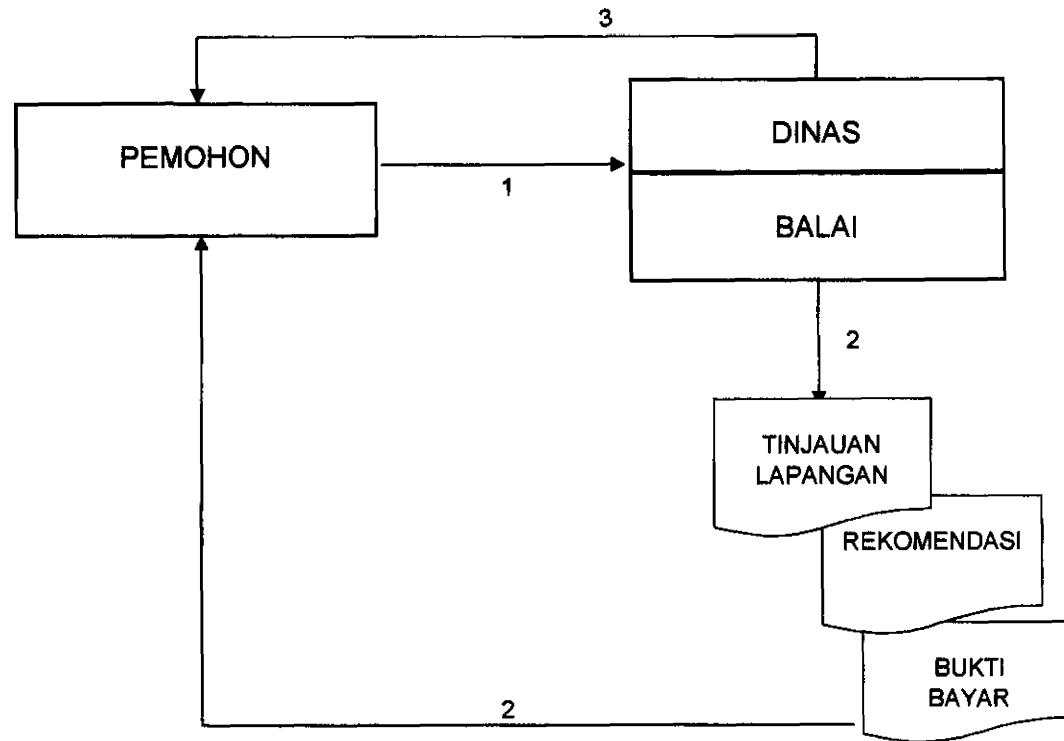 3
PEMOHON
1
DINAS
BALAI
2
TINJAUAN
LAPANGAN
REKOMENDASI
BUKTI
BAYAR
2